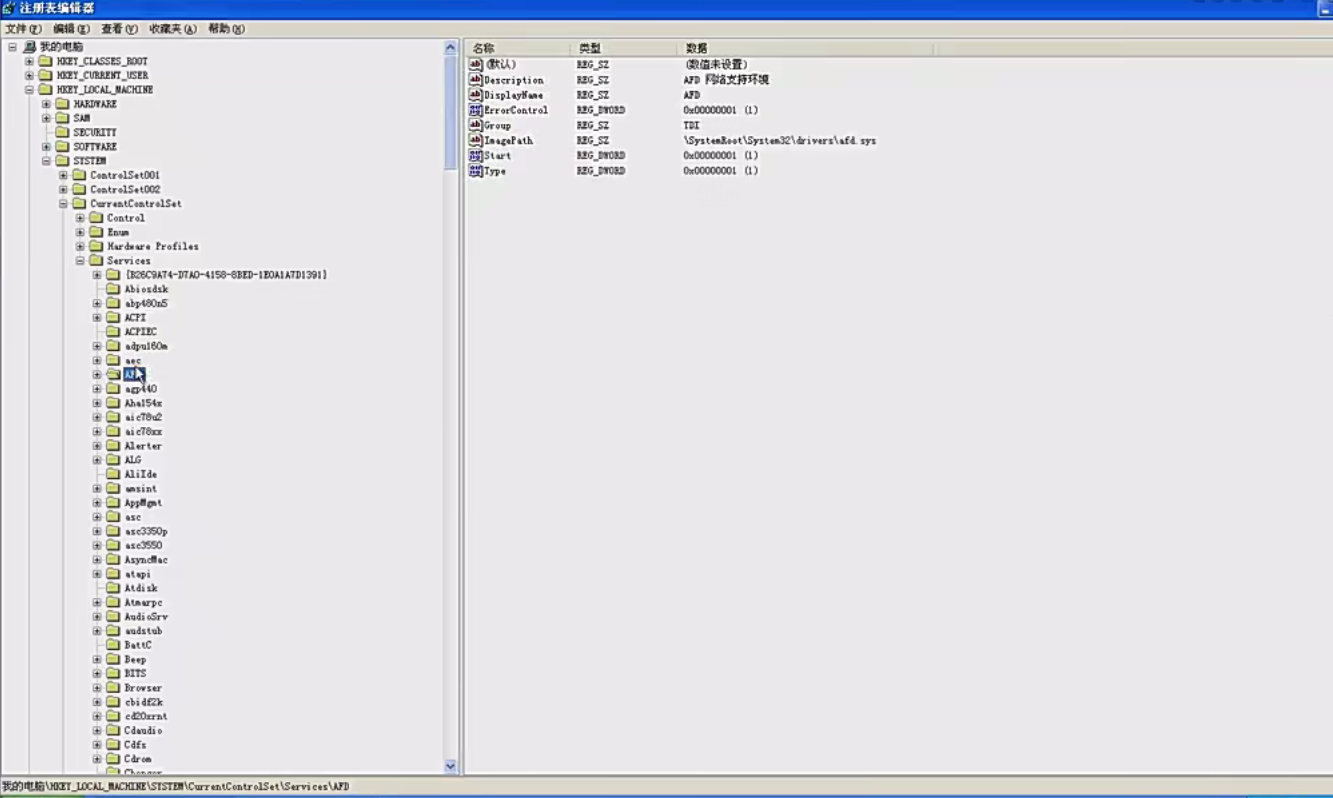 注册表编辑器
文件(F) 编辑(E) 查看(V) 收藏夹(A) 帮助(H)
我的电脑
HKEY_CLASSES_ROOT
HKEY_CURRENT_USER
HKEY_LOCAL_MACHINE
HARDWARE
SAM
SECURITY
SOFTWARE
SYSTEM
ControlSet001
ControlSet002
CurrentControlSet
Control
Enum
Hardware Profiles
Services
{B26C9A74-D7A0-4158-8BED-1E0A1A7D1391}
Abiosdsk
abp480n5
ACPI
ACPIEC
adpu160m
aec
AFD
agp440
Aha154x
aic78u2
aic78xx
Alerter
ALG
AliIde
amsint
AppMgmt
asc
asc3350p
asc3550
AsyncMac
atapi
Atdisk
Atmarpc
AudioSrv
audstub
BattC
Beep
BITS
Browser
cbidf2k
cd20xrnt
Cdaudio
Cdfs
Cdrom
Changer
名称 类型 数据
(默认) REG_SZ (数值未设置)
Description REG_SZ AFD 网络支持环境
DisplayName REG_SZ AFD
ErrorControl REG_DWORD 0x00000001 (1)
Group REG_SZ TDI
ImagePath REG_SZ \SystemRoot\System32\drivers\afd.sys
Start REG_DWORD 0x00000001 (1)
Type REG_DWORD 0x00000001 (1)
我的电脑\HKEY_LOCAL_MACHINE\SYSTEM\CurrentControlSet\Services\AFD